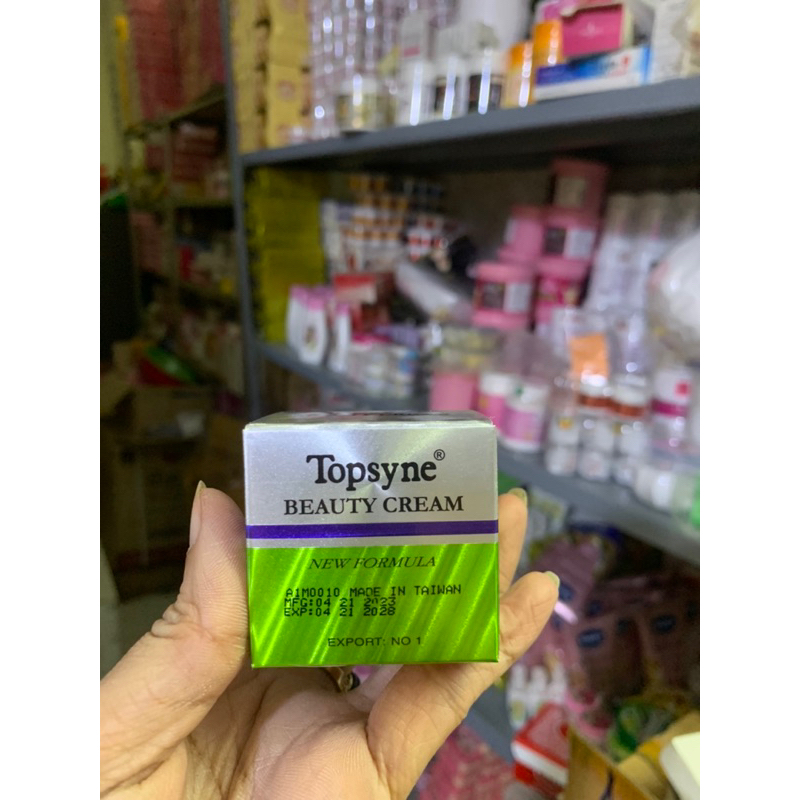 Topsyne®
BEAUTY CREAM
NEW FORMULA
A1M0010 MADE IN TAIWAN
MFG:04 21 2023
EXP:04 21 2028
EXPORT: NO 1